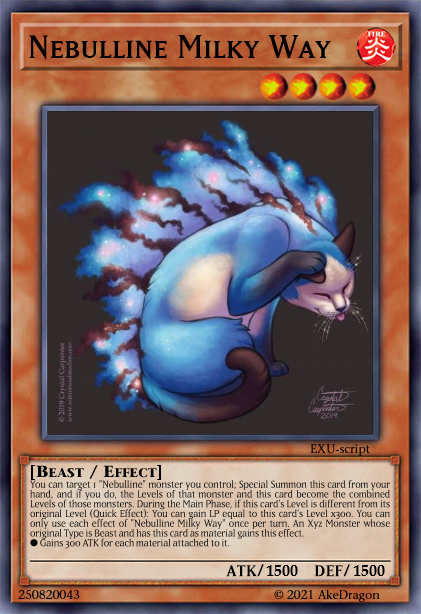 Nebulline Milky Way
FIRE
炎
© 2019 Crystal Carpenter
Crystal
Carpenter
2019
EXU-script
[Beast / Effect]
You can target 1 "Nebulline" monster you control; Special Summon this card from your
hand, and if you do, the Levels of that monster and this card become the combined
Levels of those monsters. During the Main Phase, if this card's Level is different from its
original Level (Quick Effect): You can gain LP equal to this card's Level x300. You can
only use each effect of "Nebulline Milky Way" once per turn. An Xyz Monster whose
original Type is Beast and has this card as material gains this effect.
● Gains 300 ATK for each material attached to it.
ATK/1500 DEF/1500
250820043
© 2021 AkeDragon